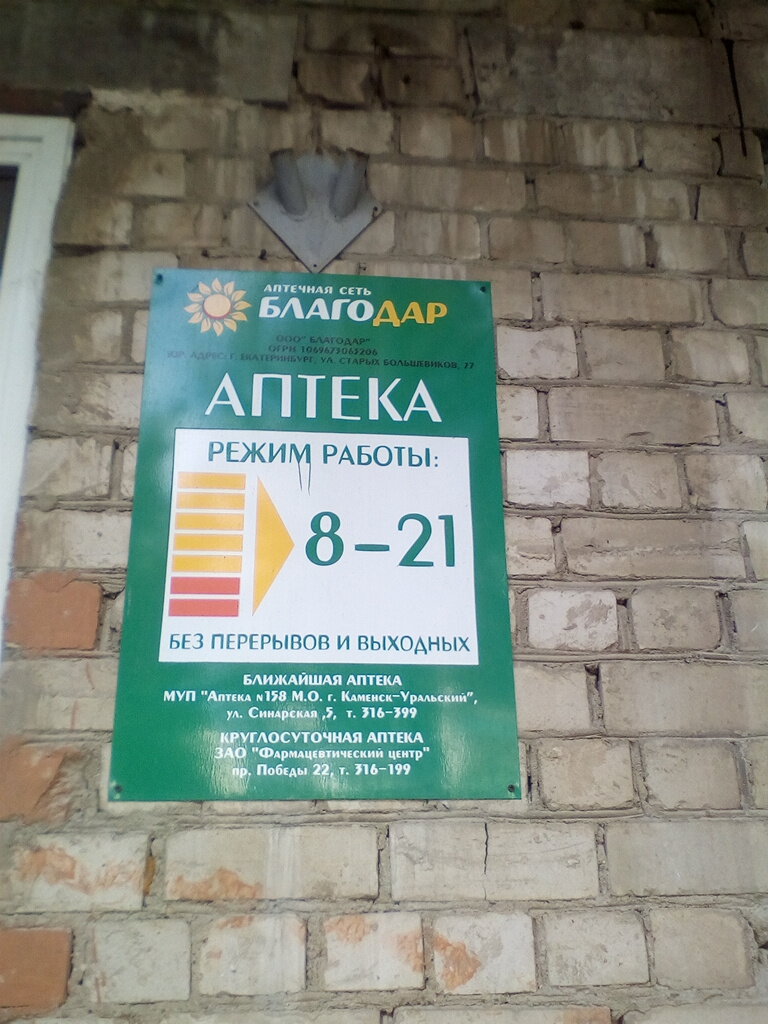 АПТЕЧНАЯ СЕТЬ
БЛАГОДАР
ООО "БЛАГОДАР"
ОГРН 1069673065206
ЮР. АДРЕС: Г. ЕКАТЕРИНБУРГ, УЛ. СТАРЫХ БОЛЬШЕВИКОВ, 77
АПТЕКА
РЕЖИМ РАБОТЫ:
8–21
БЕЗ ПЕРЕРЫВОВ И ВЫХОДНЫХ
БЛИЖАЙШАЯ АПТЕКА
МУП "Аптека №158 М.О. г. Каменск-Уральский",
ул. Синарская ,5, т. 316-399
КРУГЛОСУТОЧНАЯ АПТЕКА
ЗАО "Фармацевтический центр"
пр. Победы 22, т. 316-199